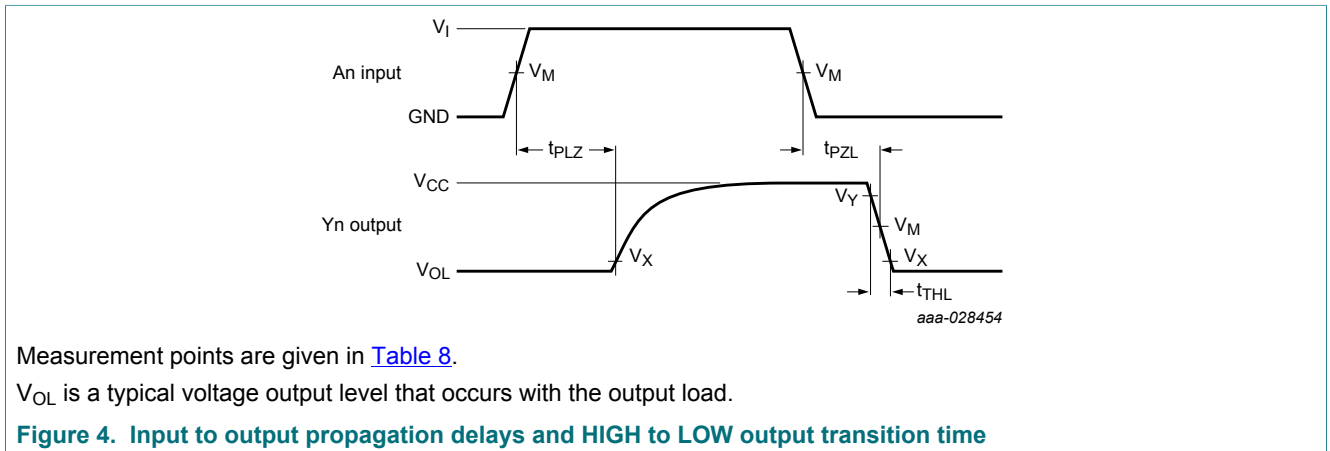 V_I
An input
V_M
V_M
GND
t_PLZ
t_PZL
V_CC
V_Y
Yn output
V_M
V_X
V_X
V_OL
t_THL
aaa-028454
Measurement points are given in Table 8.
V_OL is a typical voltage output level that occurs with the output load.
Figure 4. Input to output propagation delays and HIGH to LOW output transition time